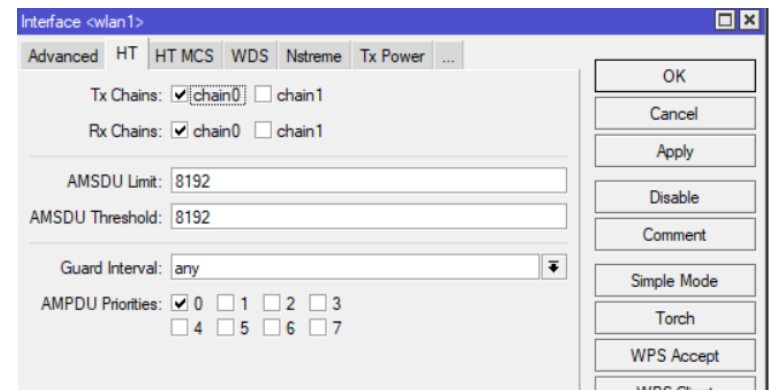 Interface <wlan1>
Advanced HT HT MCS WDS Nstreme Tx Power ...
Tx Chains: chain0 chain1
Rx Chains: chain0 chain1
AMSDU Limit: 8192
AMSDU Threshold: 8192
Guard Interval: any
AMPDU Priorities: 0 1 2 3
4 5 6 7
OK
Cancel
Apply
Disable
Comment
Simple Mode
Torch
WPS Accept
WPS Client